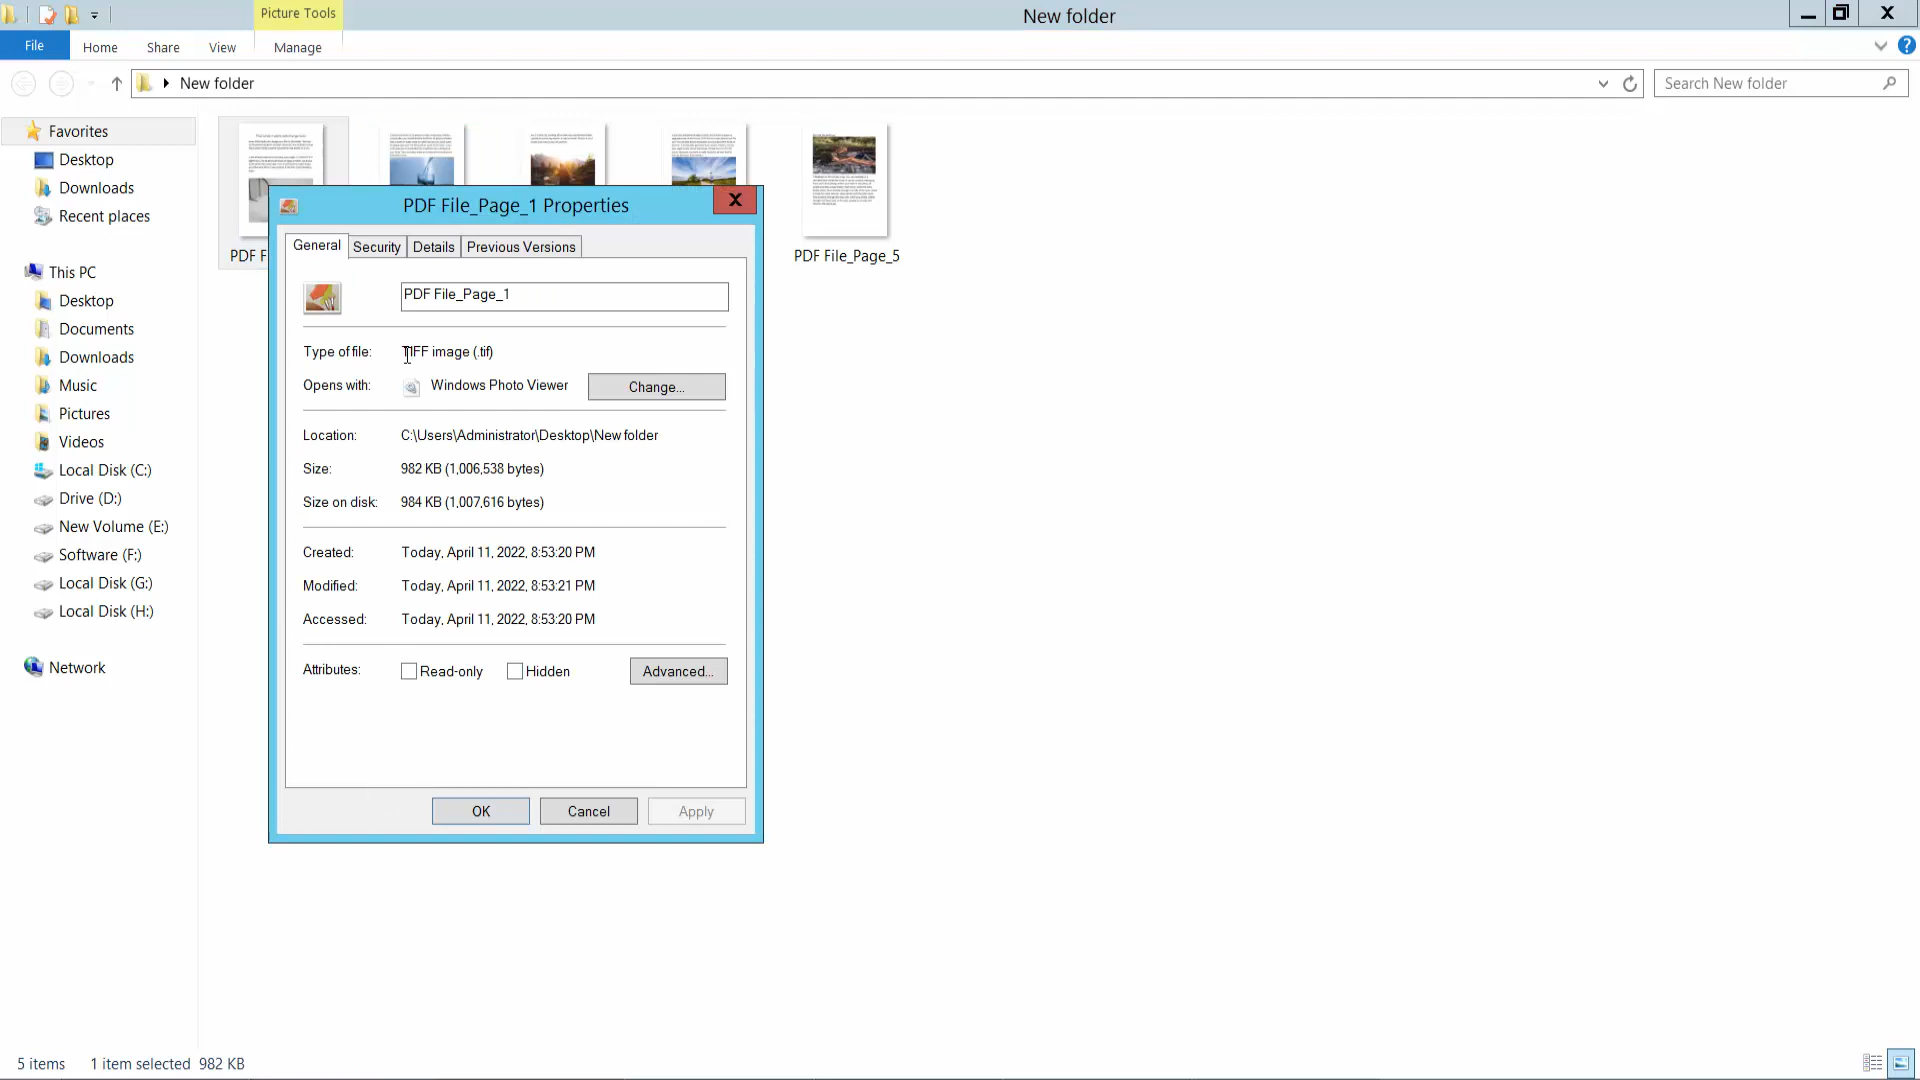 Picture Tools
New folder
File
Home
Share
View
Manage
New folder
Search New folder
Favorites
Desktop
Downloads
Recent places
This PC
Desktop
Documents
Downloads
Music
Pictures
Videos
Local Disk (C:)
Drive (D:)
New Volume (E:)
Software (F:)
Local Disk (G:)
Local Disk (H:)
Network
PDF F
PDF File_Page_5
PDF File_Page_1 Properties
General
Security
Details
Previous Versions
PDF File_Page_1
Type of file: TIFF image (.tif)
Opens with: Windows Photo Viewer
Change...
Location: C:\Users\Administrator\Desktop\New folder
Size: 982 KB (1,006,538 bytes)
Size on disk: 984 KB (1,007,616 bytes)
Created: Today, April 11, 2022, 8:53:20 PM
Modified: Today, April 11, 2022, 8:53:21 PM
Accessed: Today, April 11, 2022, 8:53:20 PM
Attributes: Read-only Hidden Advanced...
OK Cancel Apply
5 items 1 item selected 982 KB